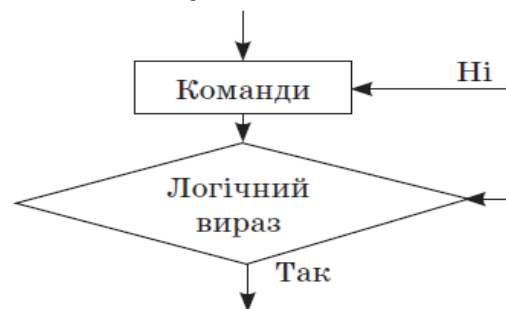 Ні
Команди
Логічний
вираз
Так